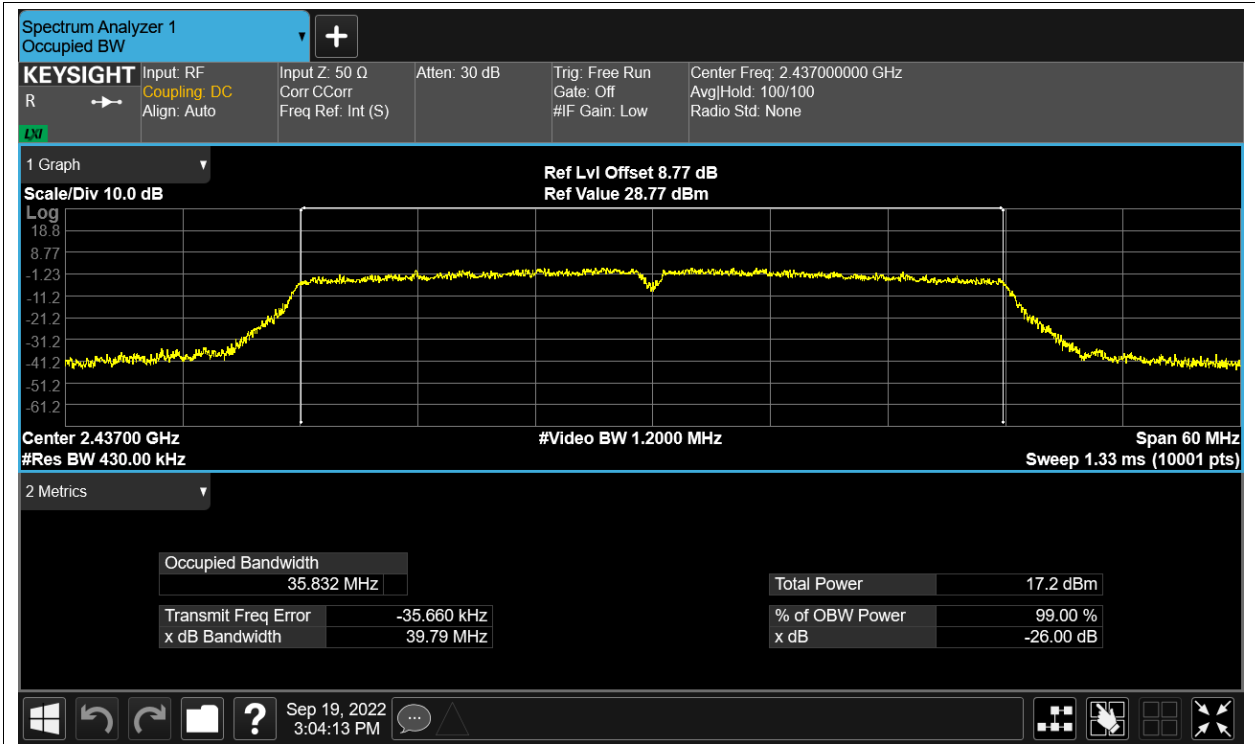 Spectrum Analyzer 1
Occupied BW
KEYSIGHT
R
LXI
Input: RF
Coupling: DC
Align: Auto
Input Z: 50 Ω
Corr CCorr
Freq Ref: Int (S)
Atten: 30 dB
Trig: Free Run
Gate: Off
#IF Gain: Low
Center Freq: 2.437000000 GHz
Avg|Hold: 100/100
Radio Std: None
1 Graph
Scale/Div 10.0 dB
Ref Lvl Offset 8.77 dB
Ref Value 28.77 dBm
Log
18.8
8.77
-1.23
-11.2
-21.2
-31.2
-41.2
-51.2
-61.2
Center 2.43700 GHz
#Res BW 430.00 kHz
#Video BW 1.2000 MHz
Span 60 MHz
Sweep 1.33 ms (10001 pts)
2 Metrics
Occupied Bandwidth
35.832 MHz
Transmit Freq Error -35.660 kHz
x dB Bandwidth 39.79 MHz
Total Power 17.2 dBm
% of OBW Power 99.00 %
x dB -26.00 dB
?
Sep 19, 2022
3:04:13 PM